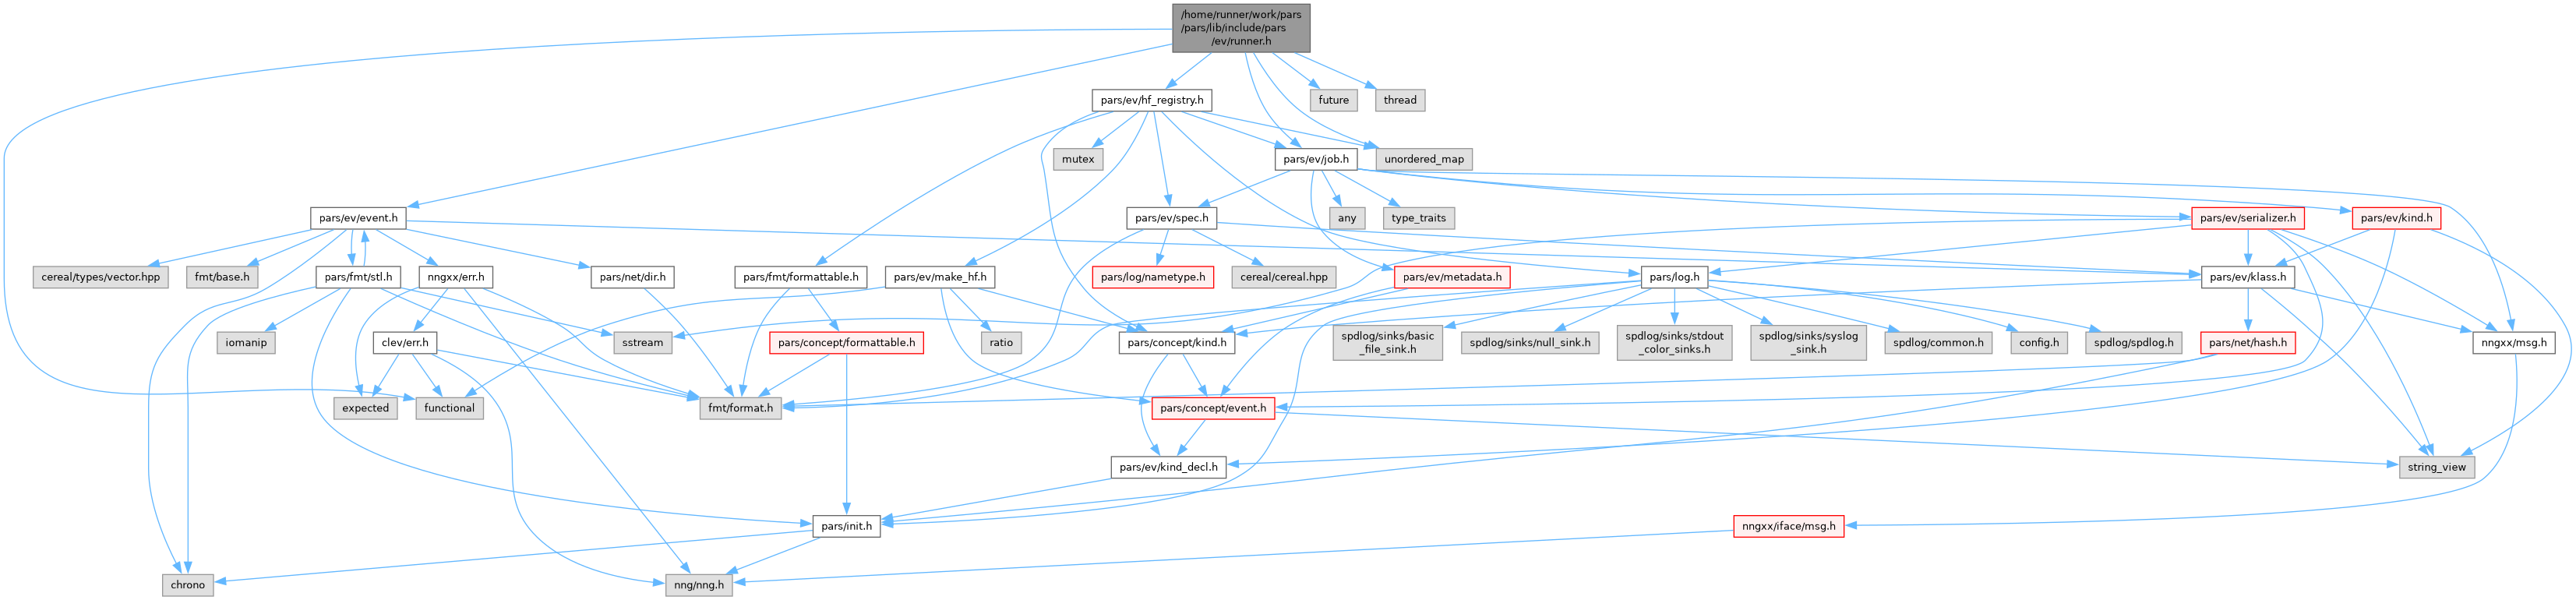 /home/runner/work/pars
/pars/lib/include/pars
/ev/runner.h
pars/ev/hf_registry.h
future
thread
mutex
pars/ev/job.h
unordered_map
pars/ev/event.h
pars/ev/spec.h
any
type_traits
pars/ev/serializer.h
pars/ev/kind.h
cereal/types/vector.hpp
fmt/base.h
pars/fmt/stl.h
nngxx/err.h
pars/net/dir.h
pars/fmt/formattable.h
pars/ev/make_hf.h
pars/log/nametype.h
cereal/cereal.hpp
pars/ev/metadata.h
pars/log.h
pars/ev/klass.h
iomanip
clev/err.h
sstream
pars/concept/formattable.h
ratio
pars/concept/kind.h
spdlog/sinks/basic
_file_sink.h
spdlog/sinks/null_sink.h
spdlog/sinks/stdout
_color_sinks.h
spdlog/sinks/syslog
_sink.h
spdlog/common.h
config.h
spdlog/spdlog.h
pars/net/hash.h
nngxx/msg.h
expected
functional
fmt/format.h
pars/concept/event.h
pars/ev/kind_decl.h
string_view
pars/init.h
nngxx/iface/msg.h
chrono
nng/nng.h